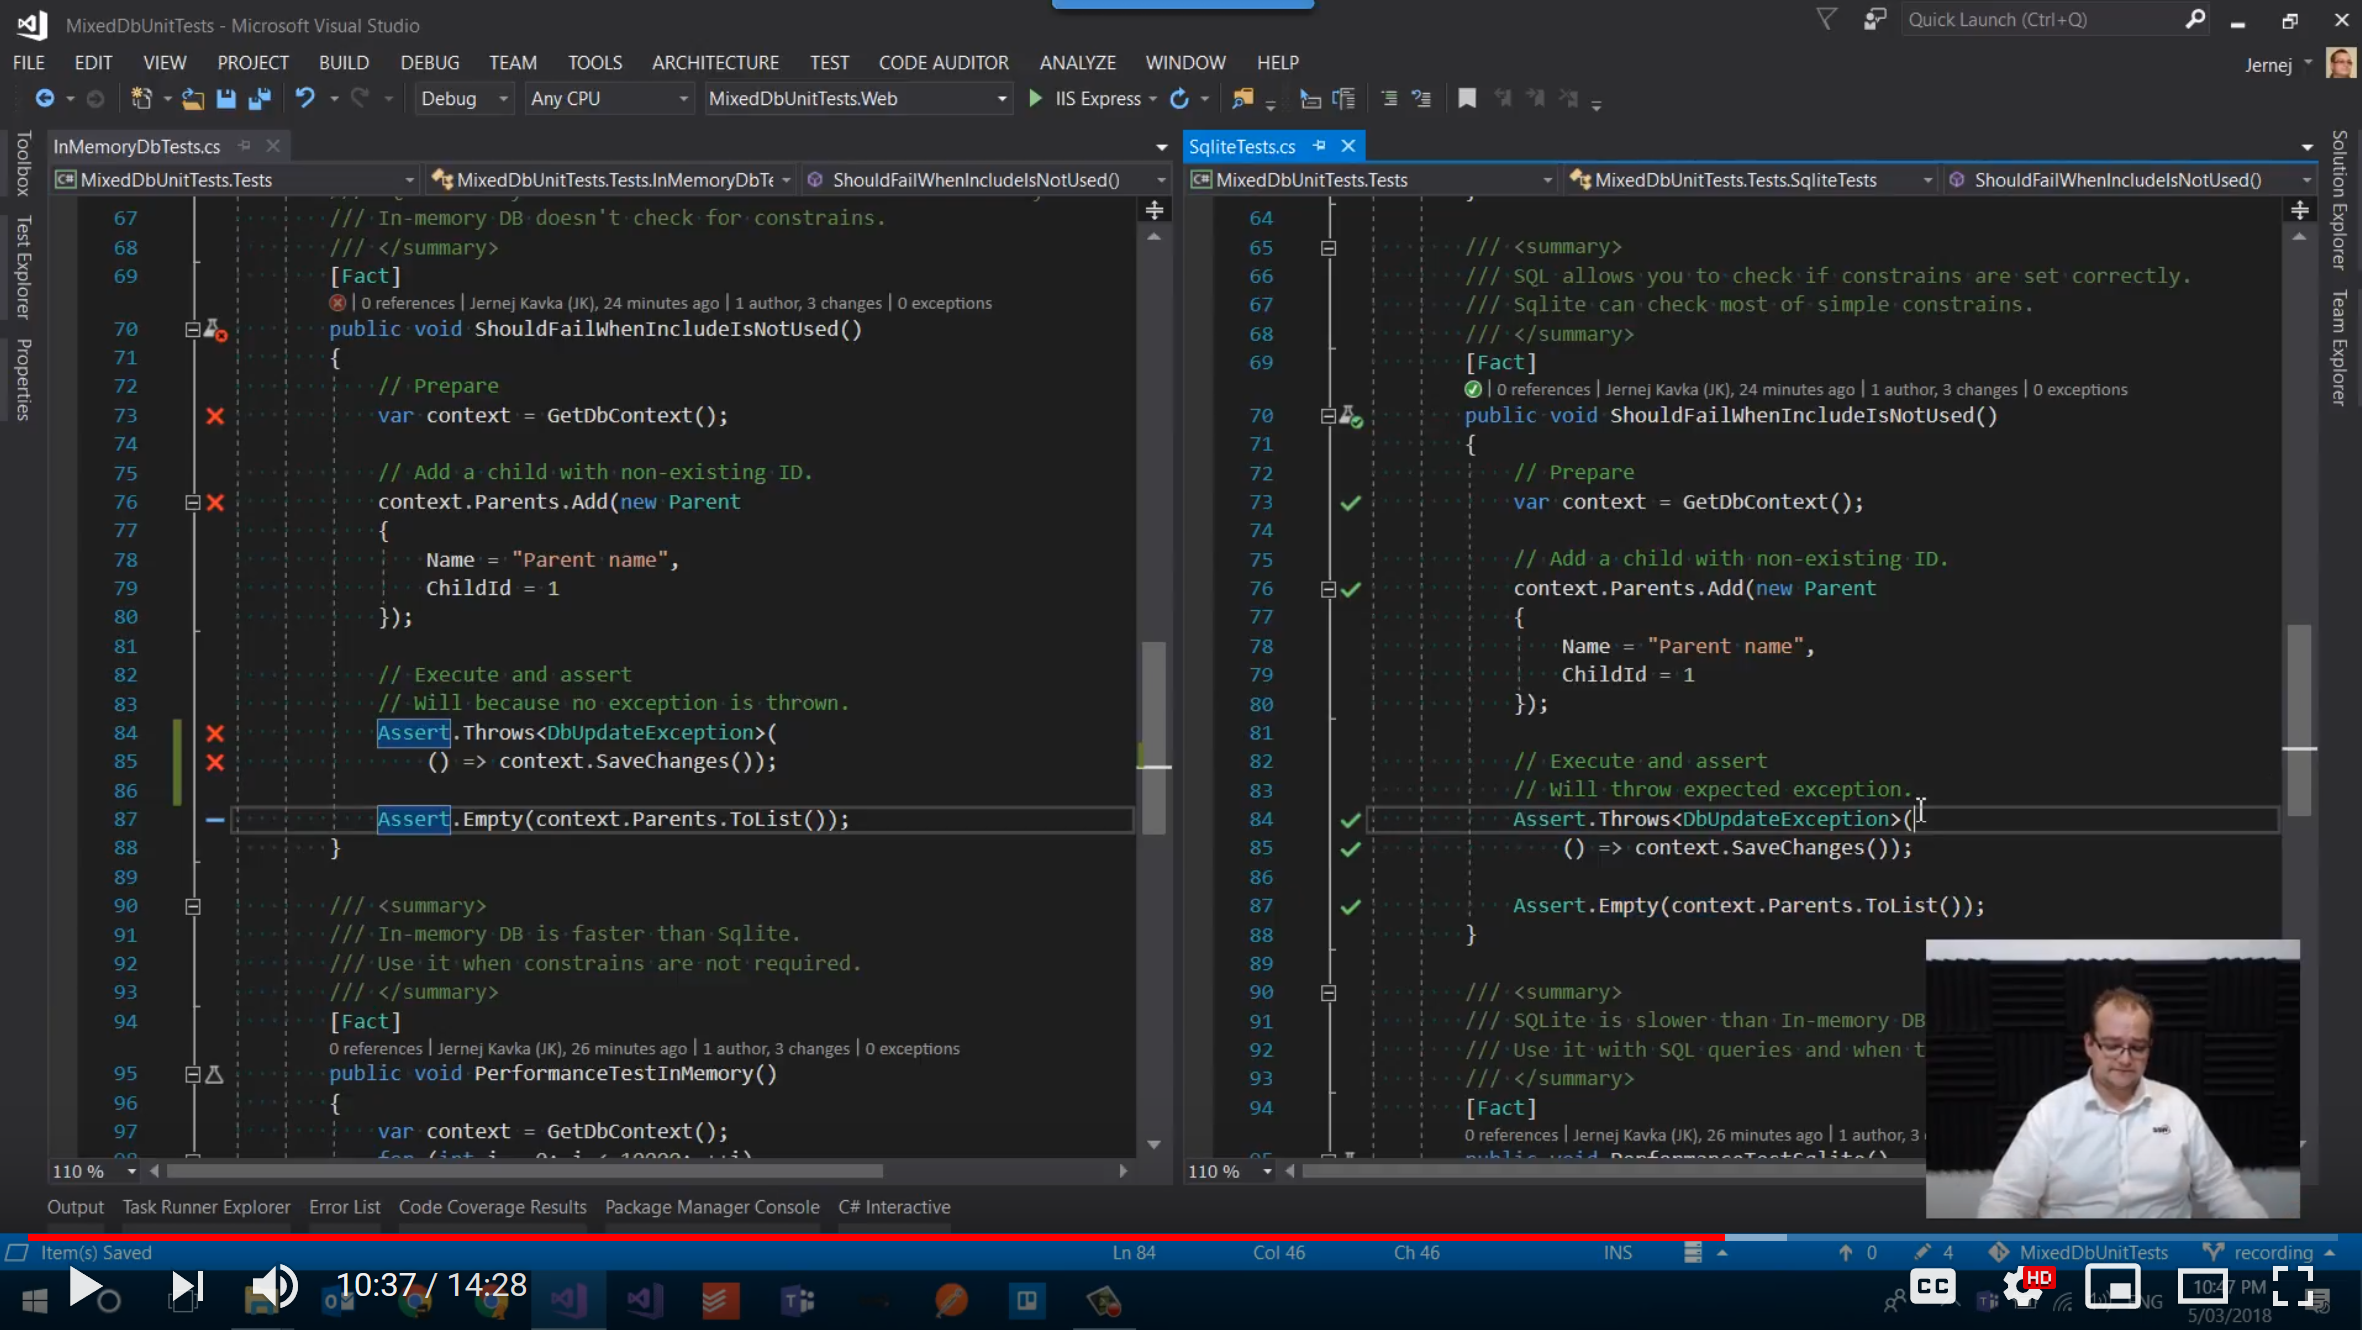 MixedDbUnitTests - Microsoft Visual Studio
Quick Launch (Ctrl+Q)
FILE EDIT VIEW PROJECT BUILD DEBUG TEAM TOOLS ARCHITECTURE TEST CODE AUDITOR ANALYZE WINDOW HELP
Jernej
Debug Any CPU MixedDbUnitTests.Web IIS Express
Toolbox
Test Explorer
Properties
InMemoryDbTests.cs
MixedDbUnitTests.Tests MixedDbUnitTests.Tests.InMemoryDbTe ShouldFailWhenIncludeIsNotUsed()
67 /// In-memory DB doesn't check for constrains.
68 /// </summary>
69 [Fact]
0 references | Jernej Kavka (JK), 24 minutes ago | 1 author, 3 changes | 0 exceptions
70 public void ShouldFailWhenIncludeIsNotUsed()
71 {
72 // Prepare
73 var context = GetDbContext();
74
75 // Add a child with non-existing ID.
76 context.Parents.Add(new Parent
77 {
78 Name = "Parent name",
79 ChildId = 1
80 });
81
82 // Execute and assert
83 // Will because no exception is thrown.
84 Assert.Throws<DbUpdateException>(
85 () => context.SaveChanges());
86
87 Assert.Empty(context.Parents.ToList());
88 }
89
90 /// <summary>
91 /// In-memory DB is faster than Sqlite.
92 /// Use it when constrains are not required.
93 /// </summary>
94 [Fact]
0 references | Jernej Kavka (JK), 26 minutes ago | 1 author, 3 changes | 0 exceptions
95 public void PerformanceTestInMemory()
96 {
97 var context = GetDbContext();
110 %
SqliteTests.cs
MixedDbUnitTests.Tests MixedDbUnitTests.Tests.SqliteTests ShouldFailWhenIncludeIsNotUsed()
64
65 /// <summary>
66 /// SQL allows you to check if constrains are set correctly.
67 /// Sqlite can check most of simple constrains.
68 /// </summary>
69 [Fact]
0 references | Jernej Kavka (JK), 24 minutes ago | 1 author, 3 changes | 0 exceptions
70 public void ShouldFailWhenIncludeIsNotUsed()
71 {
72 // Prepare
73 var context = GetDbContext();
74
75 // Add a child with non-existing ID.
76 context.Parents.Add(new Parent
77 {
78 Name = "Parent name",
79 ChildId = 1
80 });
81
82 // Execute and assert
83 // Will throw expected exception.
84 Assert.Throws<DbUpdateException>(
85 () => context.SaveChanges());
86
87 Assert.Empty(context.Parents.ToList());
88 }
89
90 /// <summary>
91 /// SQLite is slower than In-memory DB
92 /// Use it with SQL queries and when t
93 /// </summary>
94 [Fact]
0 references | Jernej Kavka (JK), 26 minutes ago | 1 author, 3
110 %
SSW
Solution Explorer
Team Explorer
Output Task Runner Explorer Error List Code Coverage Results Package Manager Console C# Interactive
Item(s) Saved Ln 84 Col 46 Ch 46 INS 0 4 MixedDbUnitTests recording
10:37 / 14:28
CC HD
10:47 PM
5/03/2018